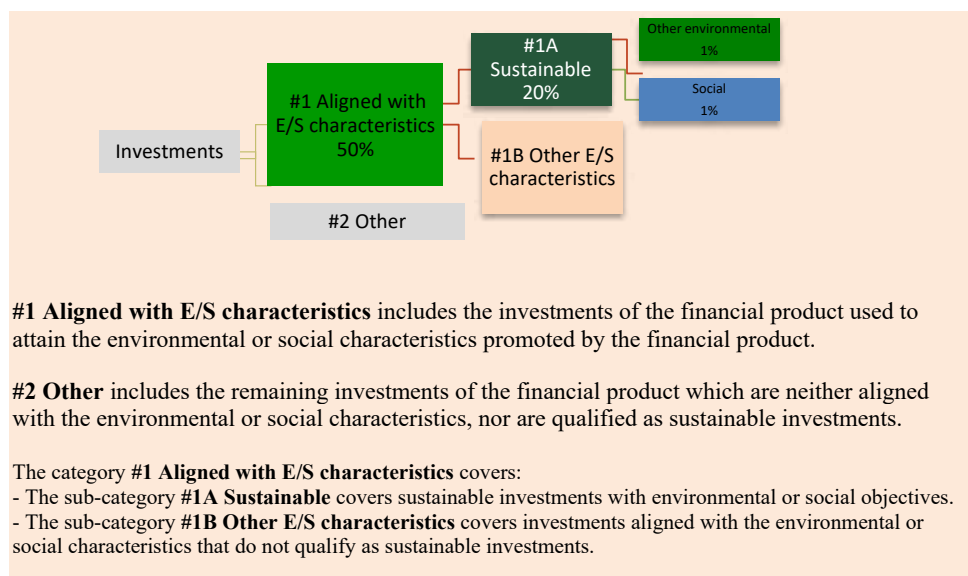 Other environmental
1%
#1A
Sustainable
20%
Social
1%
#1 Aligned with
E/S characteristics
50%
Investments
#1B Other E/S
characteristics
#2 Other
#1 Aligned with E/S characteristics includes the investments of the financial product used to
attain the environmental or social characteristics promoted by the financial product.
#2 Other includes the remaining investments of the financial product which are neither aligned
with the environmental or social characteristics, nor are qualified as sustainable investments.
The category #1 Aligned with E/S characteristics covers:
- The sub-category #1A Sustainable covers sustainable investments with environmental or social objectives.
- The sub-category #1B Other E/S characteristics covers investments aligned with the environmental or
social characteristics that do not qualify as sustainable investments.